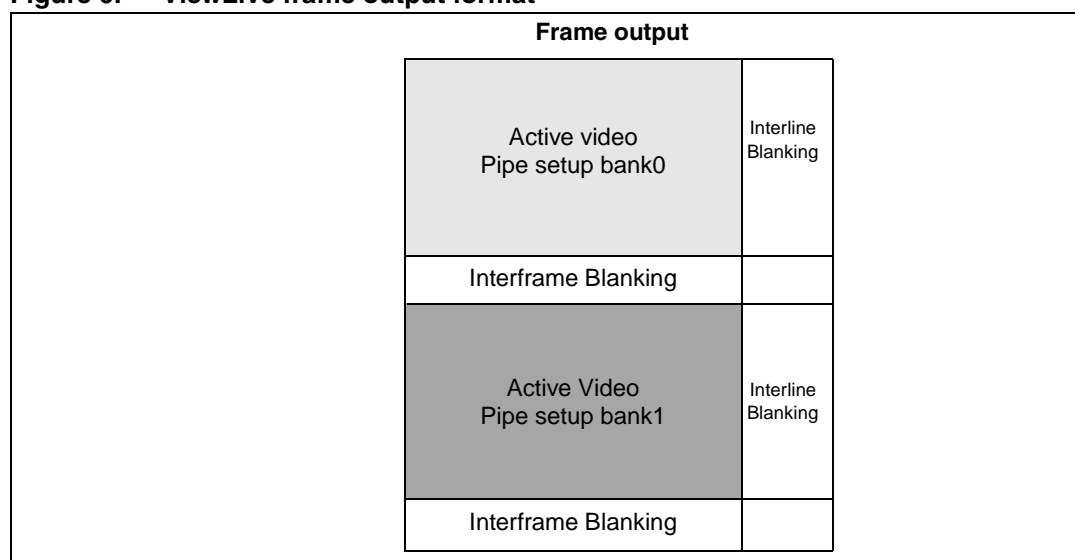 Figure 9. ViewLive frame output format
Frame output
Active video
Pipe setup bank0
Interline
Blanking
Interframe Blanking
Active Video
Pipe setup bank1
Interline
Blanking
Interframe Blanking